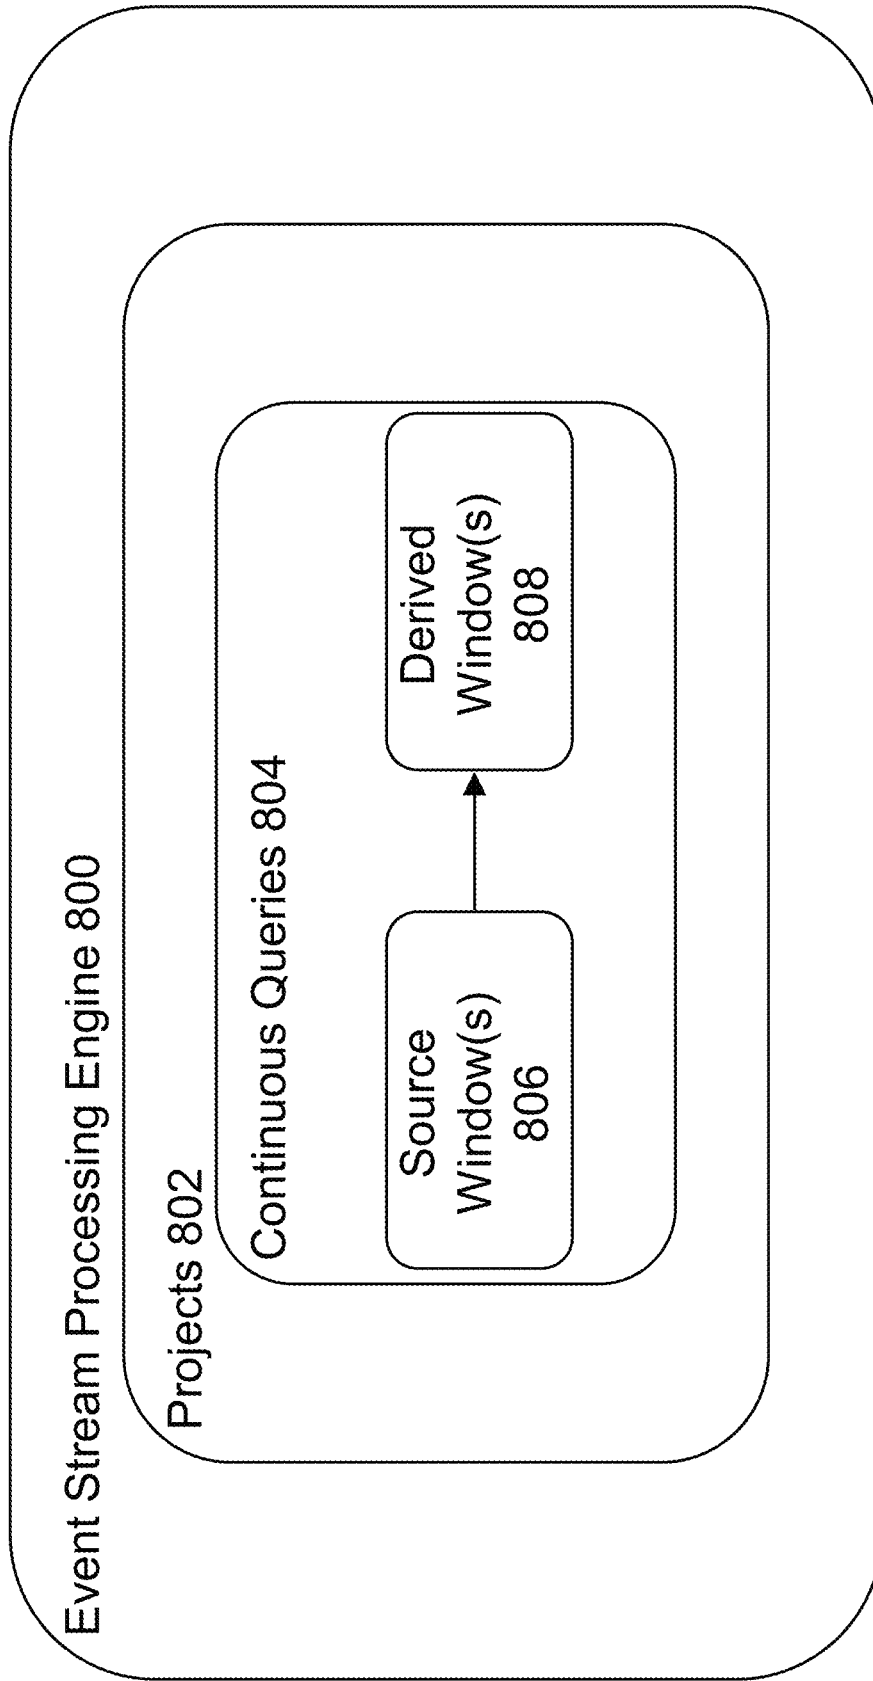 Event Stream Processing Engine 800
Projects 802
Continuous Queries 804
Source
Window(s)
806
Derived
Window(s)
808